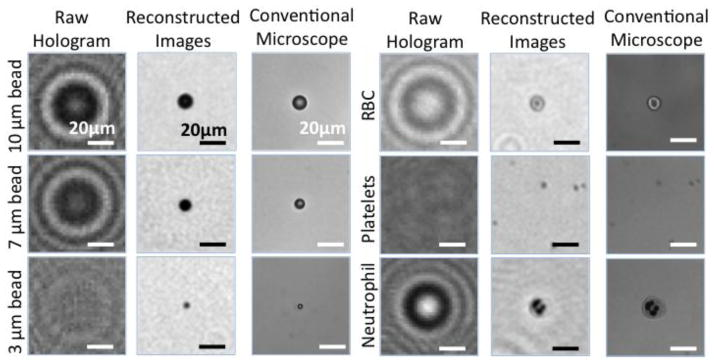 Raw Hologram
Reconstructed Images
Conventional Microscope
Raw Hologram
Reconstructed Images
Conventional Microscope
10 μm bead
20μm
20μm
20μm
RBC
7 μm bead
Platelets
3 μm bead
Neutrophil